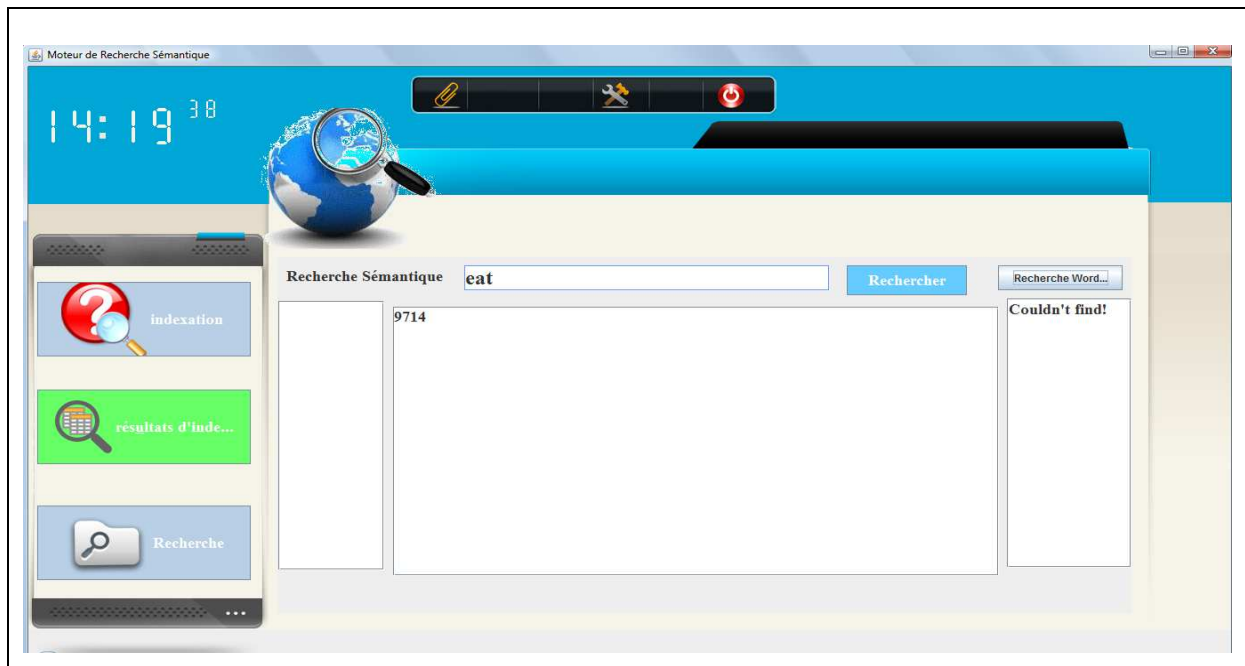 Moteur de Recherche Sémantique
14:19 38
Recherche Sémantique eat Rechercher Recherche Word...
9714
Couldn't find!
indexation
résultats d'inde...
Recherche
...